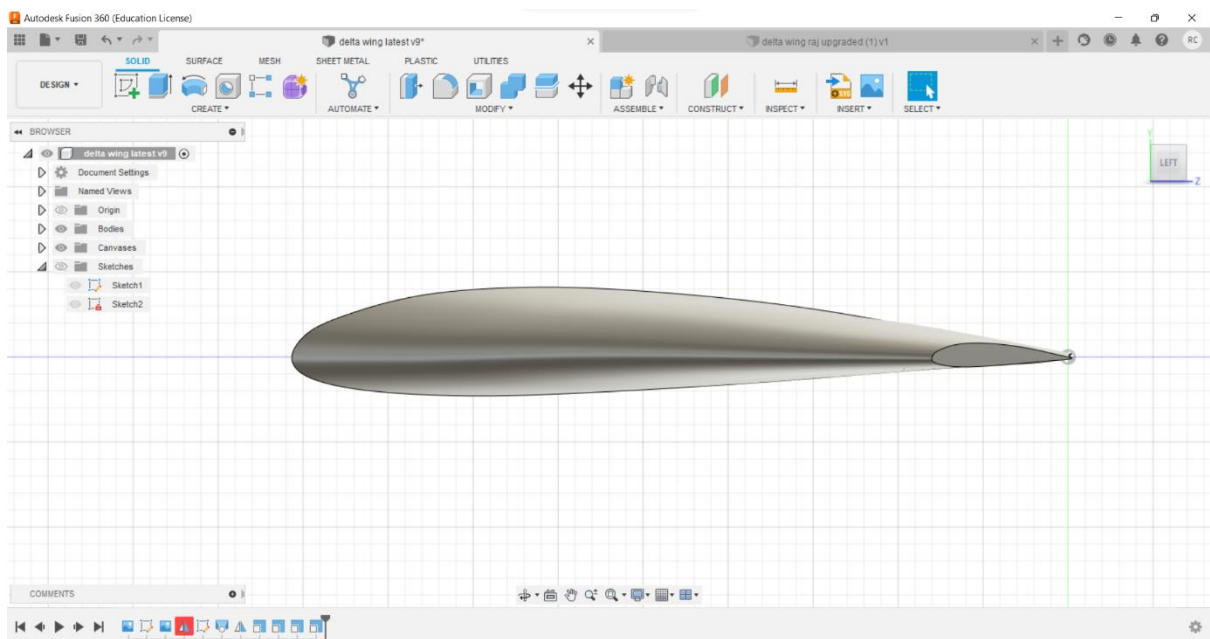 Autodesk Fusion 360 (Education License)
delta wing latest v9*
delta wing raj upgraded (1) v1
RC
SOLID
SURFACE
MESH
SHEET METAL
PLASTIC
UTILITIES
DESIGN
CREATE
AUTOMATE
MODIFY
ASSEMBLE
CONSTRUCT
INSPECT
INSERT
SELECT
BROWSER
delta wing latest v9
Document Settings
Named Views
Origin
Bodies
Canvases
Sketches
Sketch1
Sketch2
Y
LEFT
Z
COMMENTS